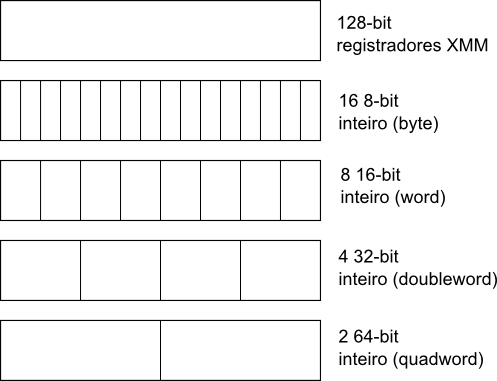 128-bit
registradores XMM
16 8-bit
inteiro (byte)
8 16-bit
inteiro (word)
4 32-bit
inteiro (doubleword)
2 64-bit
inteiro (quadword)